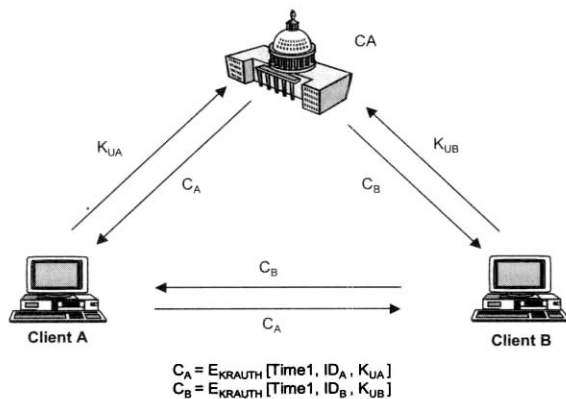 CA
K_UA
K_UB
C_A
C_B
C_B
C_A
Client A
Client B
C_A = E_KRAUTH [Time1, ID_A , K_UA ]
C_B = E_KRAUTH [Time1, ID_B , K_UB ]